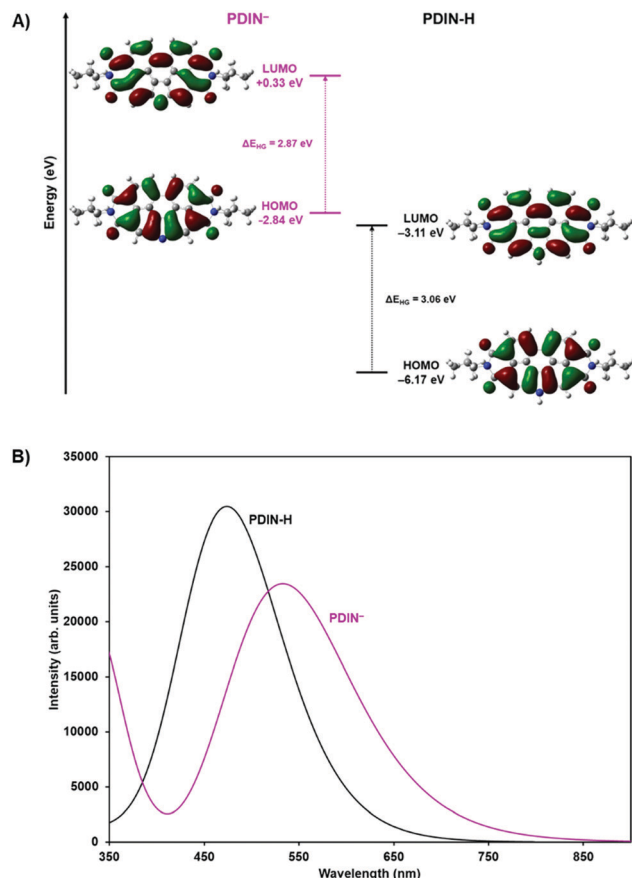 A)
PDIN⁻
PDIN-H
Energy (eV)
LUMO
+0.33 eV
ΔE_HG = 2.87 eV
HOMO
-2.84 eV
LUMO
–3.11 eV
ΔE_HG = 3.06 eV
HOMO
–6.17 eV
B)
35000
30000
25000
20000
15000
10000
5000
0
Intensity (arb. units)
PDIN-H
PDIN⁻
350
450
550
650
750
850
Wavelength (nm)